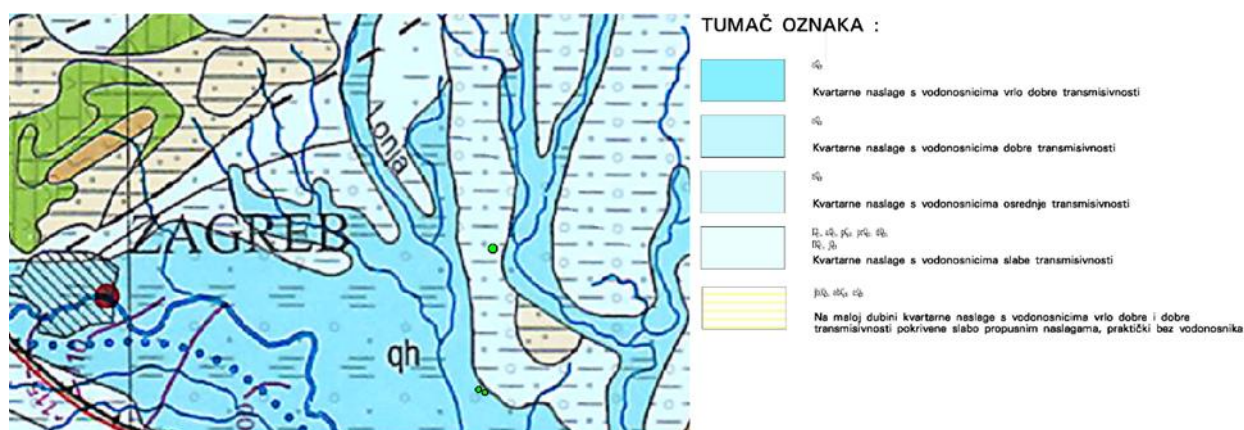 Lonja
ZAGREB
qh
110
TUMAČ OZNAKA :
Kvartarne naslage s vodonosnicima vrlo dobre transmisivnosti
Kvartarne naslage s vodonosnicima dobre transmisivnosti
Kvartarne naslage s vodonosnicima osrednje transmisivnosti
Kvartarne naslage s vodonosnicima slabe transmisivnosti
Na maloj dubini kvartarne naslage s vodonosnicima vrlo dobre i dobre
transmisivnosti pokrivene slabo propusnim naslagama, praktički bez vodonosnika